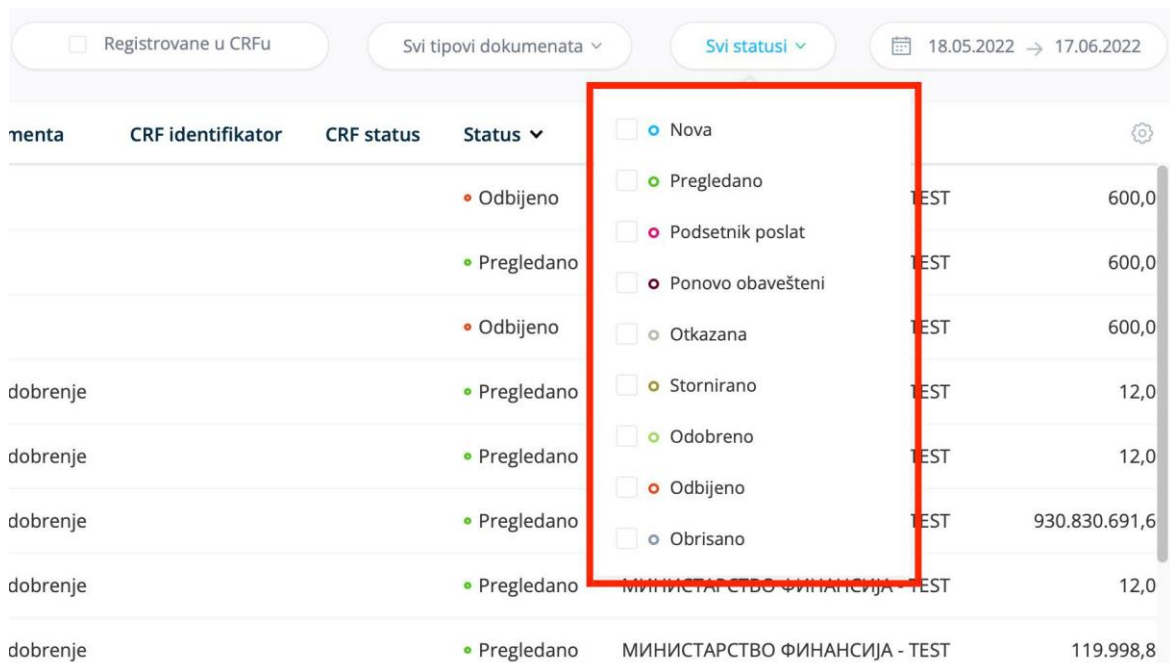 Registrovane u CRFu Svi tipovi dokumenata Svi statusi 18.05.2022 → 17.06.2022
menta CRF identifikator CRF status Status
Nova
Pregledano
Podsetnik poslat
Ponovo obavešteni
Otkazana
Stornirano
Odobreno
Odbijeno
Obrisano
Odbijeno TEST 600,0
Pregledano TEST 600,0
Odbijeno TEST 600,0
dobrenje Pregledano TEST 12,0
dobrenje Pregledano TEST 12,0
dobrenje Pregledano TEST 930.830.691,6
dobrenje Pregledano МИНИСТАРСТВО ФИНАНСИЈА - TEST 12,0
dobrenje Pregledano МИНИСТАРСТВО ФИНАНСИЈА - TEST 119.998,8